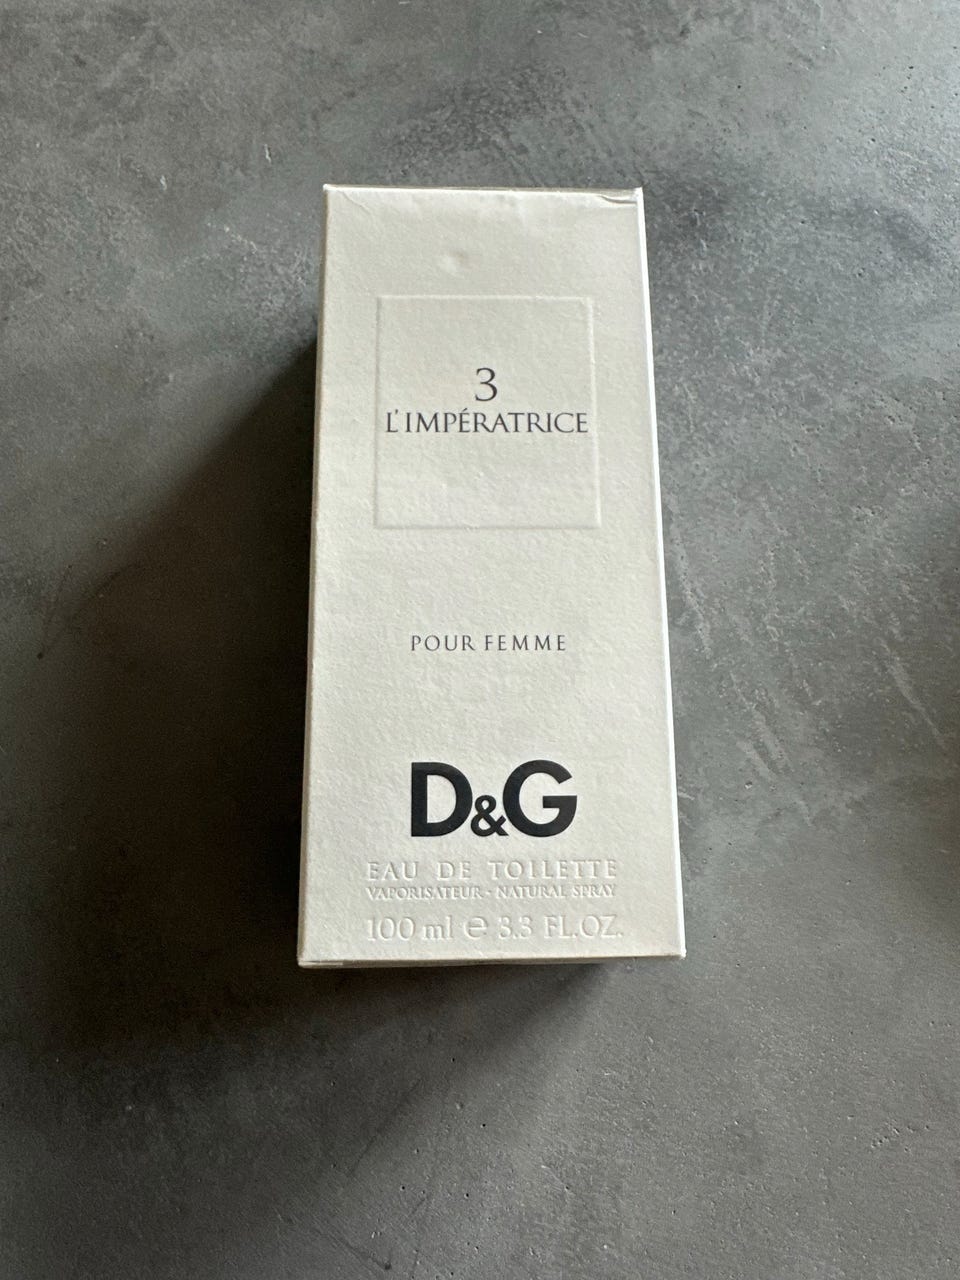 3
L'IMPÉRATRICE
POUR FEMME
D&G
EAU DE TOILETTE
VAPORISATEUR - NATURAL SPRAY
100 ml ℮ 3.3 FL.OZ.